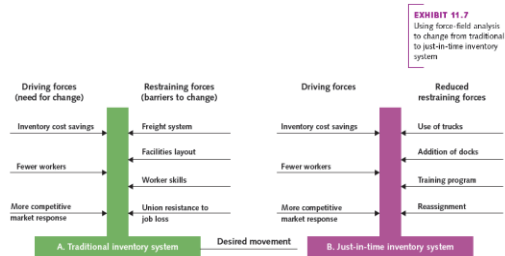 EXHIBIT 11.7
Using force-field analysis
to change from traditional
to just-in-time inventory
system
Driving forces
(need for change)
Restraining forces
(barriers to change)
Inventory cost savings
Freight system
Facilities layout
Fewer workers
Worker skills
More competitive
market response
Union resistance to
job loss
A. Traditional inventory system
Desired movement
Driving forces
Reduced
restraining forces
Inventory cost savings
Use of trucks
Addition of docks
Fewer workers
Training program
More competitive
market response
Reassignment
B. Just-in-time inventory system